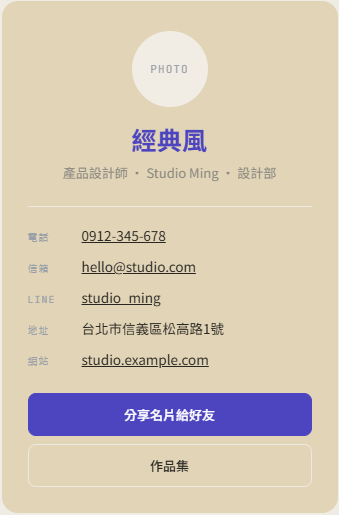 PHOTO
經典風
產品設計師 · Studio Ming · 設計部
電話 0912-345-678
信箱 hello@studio.com
LINE studio_ming
地址 台北市信義區松高路1號
網站 studio.example.com
分享名片給好友
作品集